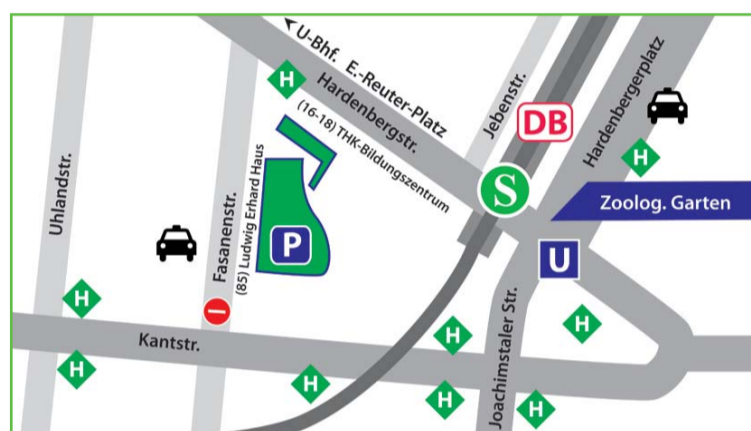 U-Bhf. E.-Reuter-Platz
Hardenbergstr.
(16-18) THK-Bildungszentrum
H
Jebenstr.
DB
Hardenbergerplatz
H
S
Zoolog. Garten
U
Uhlandstr.
Fasanenstr.
(85) Ludwig Erhard Haus
P
H
H
Kantstr.
H
H
H
H
H
Joachimstaler Str.